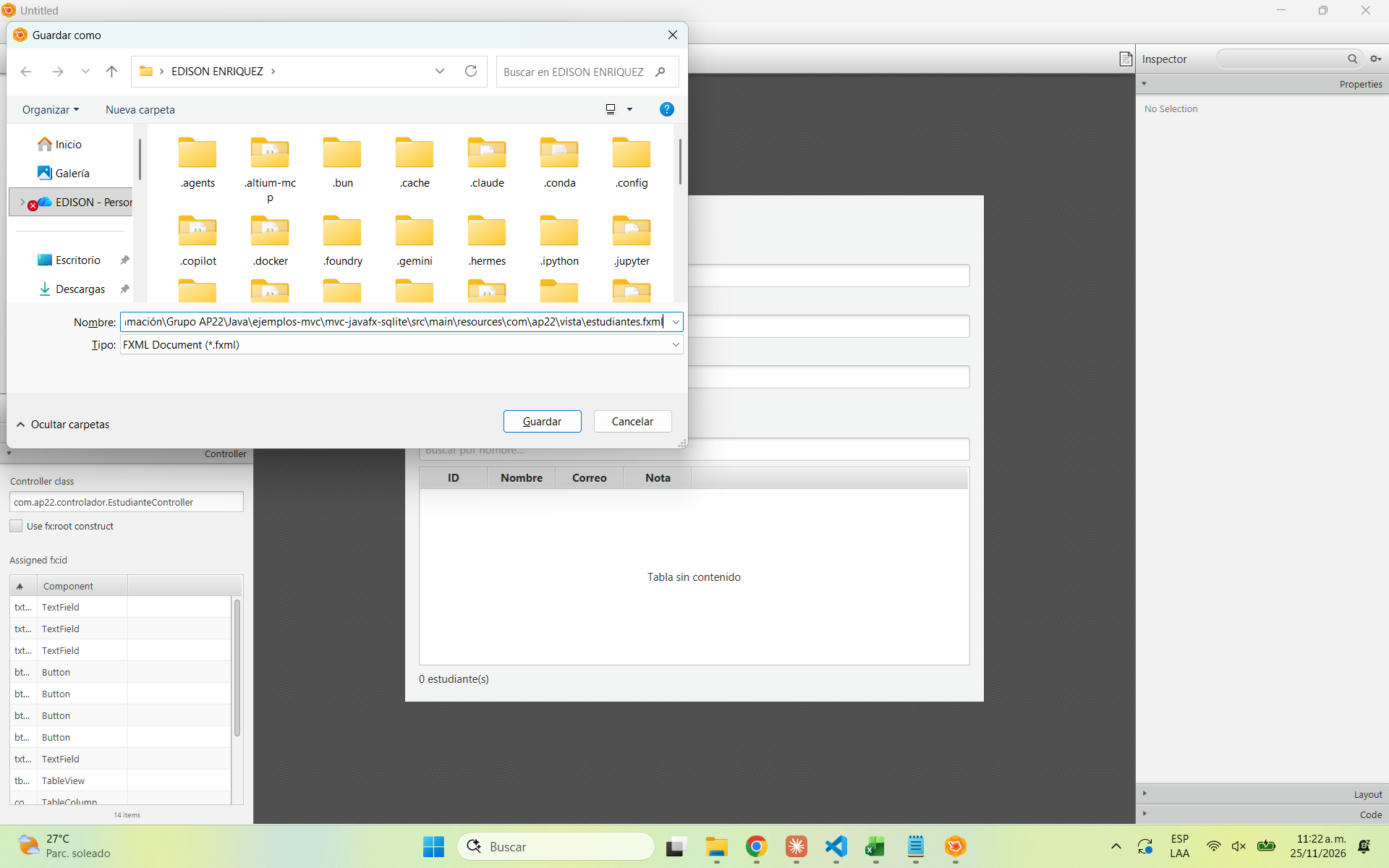 Untitled
Guardar como
EDISON ENRIQUEZ
Buscar en EDISON ENRIQUEZ
Organizar
Nueva carpeta
?
Inicio
Galería
EDISON - Perso
Escritorio
Descargas
.agents
.altium-mc
p
.bun
.cache
.claude
.conda
.config
.copilot
.docker
.foundry
.gemini
.hermes
.ipython
.jupyter
Nombre: mación\Grupo AP22\Java\ejemplos-mvc\mvc-javafx-sqlite\src\main\resources\com\ap22\vista\estudiantes.fxml
Tipo: FXML Document (*.fxml)
Ocultar carpetas
Guardar
Cancelar
Inspector
Properties
No Selection
Controller
Controller class
com.ap22.controlador.EstudianteController
Use fx:root construct
Assigned fx:id
Component
txt... TextField
txt... TextField
txt... TextField
bt... Button
bt... Button
bt... Button
bt... Button
txt... TextField
tb... TableView
co... TableColumn
14 items
Buscar por nombre...
ID Nombre Correo Nota
Tabla sin contenido
0 estudiante(s)
Layout
Code
27°C
Parc. soleado
Buscar
ESP
LAA
11:22 a. m.
25/11/2026